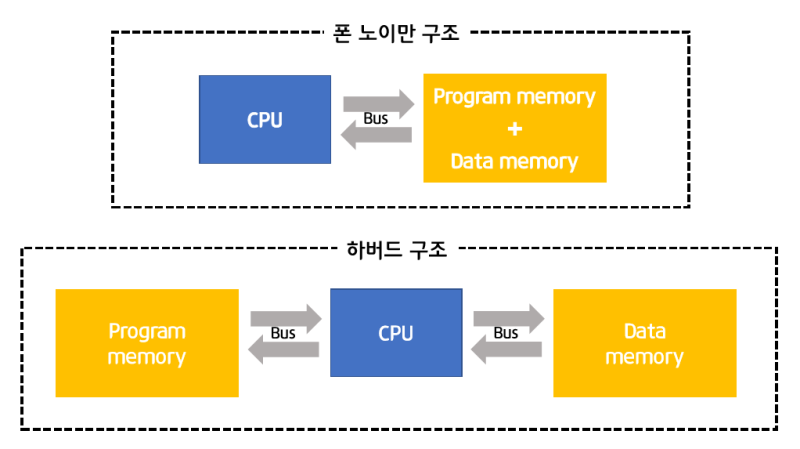 폰 노이만 구조
CPU
Bus
Program memory
+
Data memory
하버드 구조
Program
memory
Bus
CPU
Bus
Data
memory